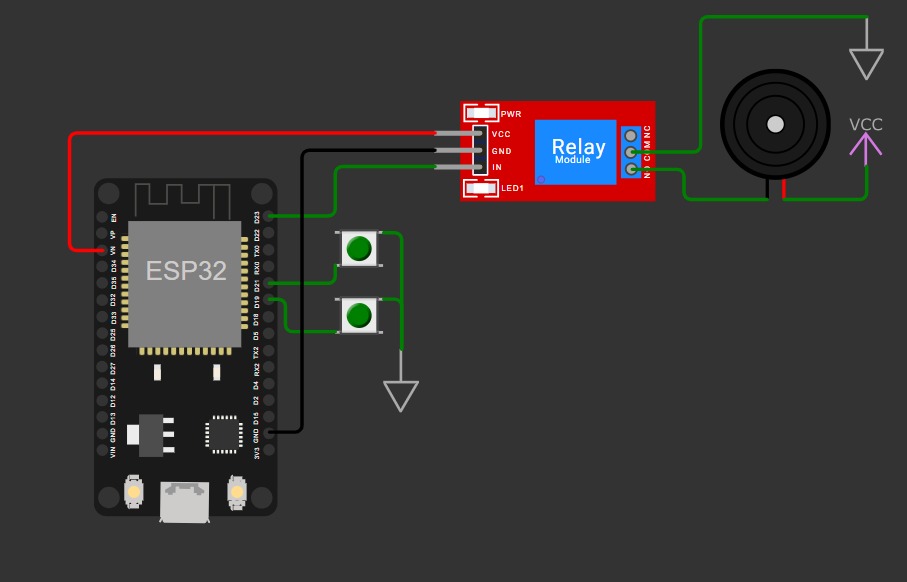 PWR
VCC
GND
IN
LED1
Relay
Module
NC
COM
NO
VCC
ESP32
EN
VP
VN
D34
D35
D32
D33
D25
D26
D27
D14
D12
D13
GND
VIN
D23
D22
TX0
RX0
D21
D19
D18
D5
TX2
RX2
D4
D2
D15
GND
3V3